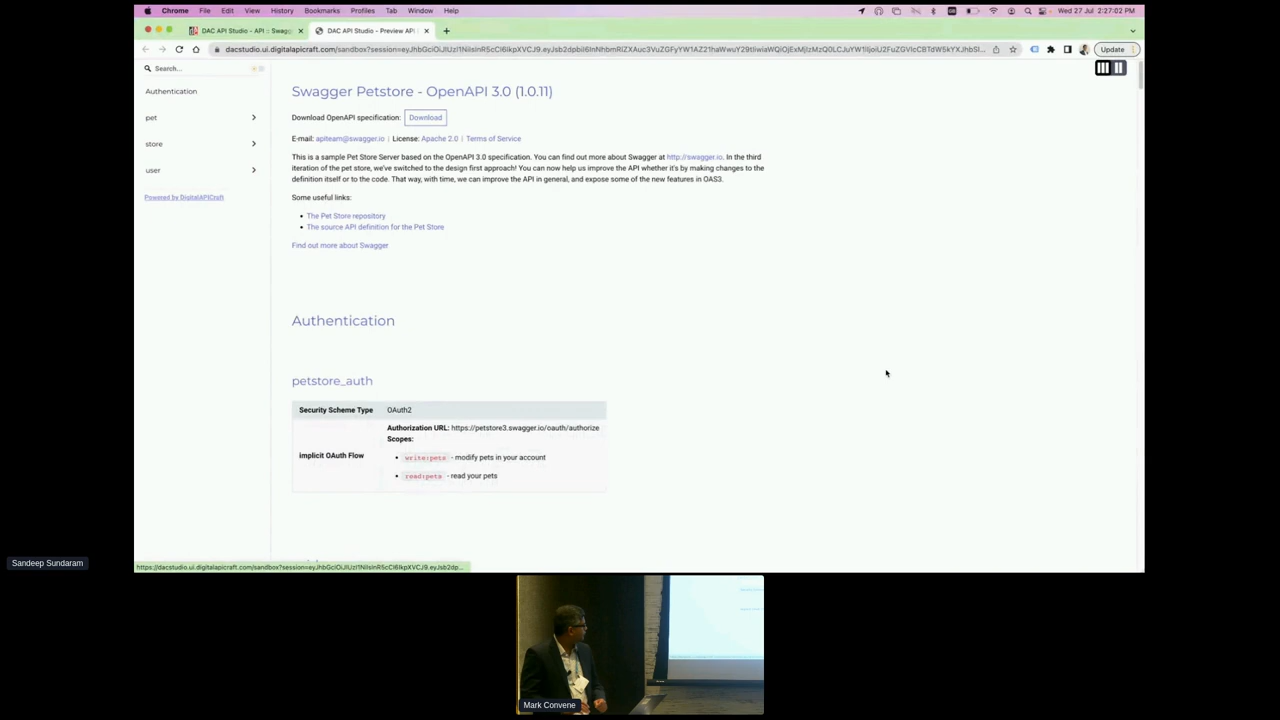 Chrome File Edit View History Bookmarks Profiles Tab Window Help
Wed 27 Jul 2:27:02 PM
DAC API Studio - API :: Swagg
DAC API Studio - Preview API
Update
Search...
Authentication
pet
store
user
Powered by DigitalAPICraft
Swagger Petstore - OpenAPI 3.0 (1.0.11)
Download OpenAPI specification: Download
E-mail: apiteam@swagger.io | License: Apache 2.0 | Terms of Service
This is a sample Pet Store Server based on the OpenAPI 3.0 specification. You can find out more about Swagger at http://swagger.io. In the third
iteration of the pet store, we've switched to the design first approach! You can now help us improve the API whether it's by making changes to the
definition itself or to the code. That way, with time, we can improve the API in general, and expose some of the new features in OAS3.
Some useful links:
The Pet Store repository
The source API definition for the Pet Store
Find out more about Swagger
Authentication
petstore_auth
Security Scheme Type OAuth2
Authorization URL: https://petstore3.swagger.io/oauth/authorize
Scopes:
implicit OAuth Flow
write:pets - modify pets in your account
read:pets - read your pets
Sandeep Sundaram
Mark Convene